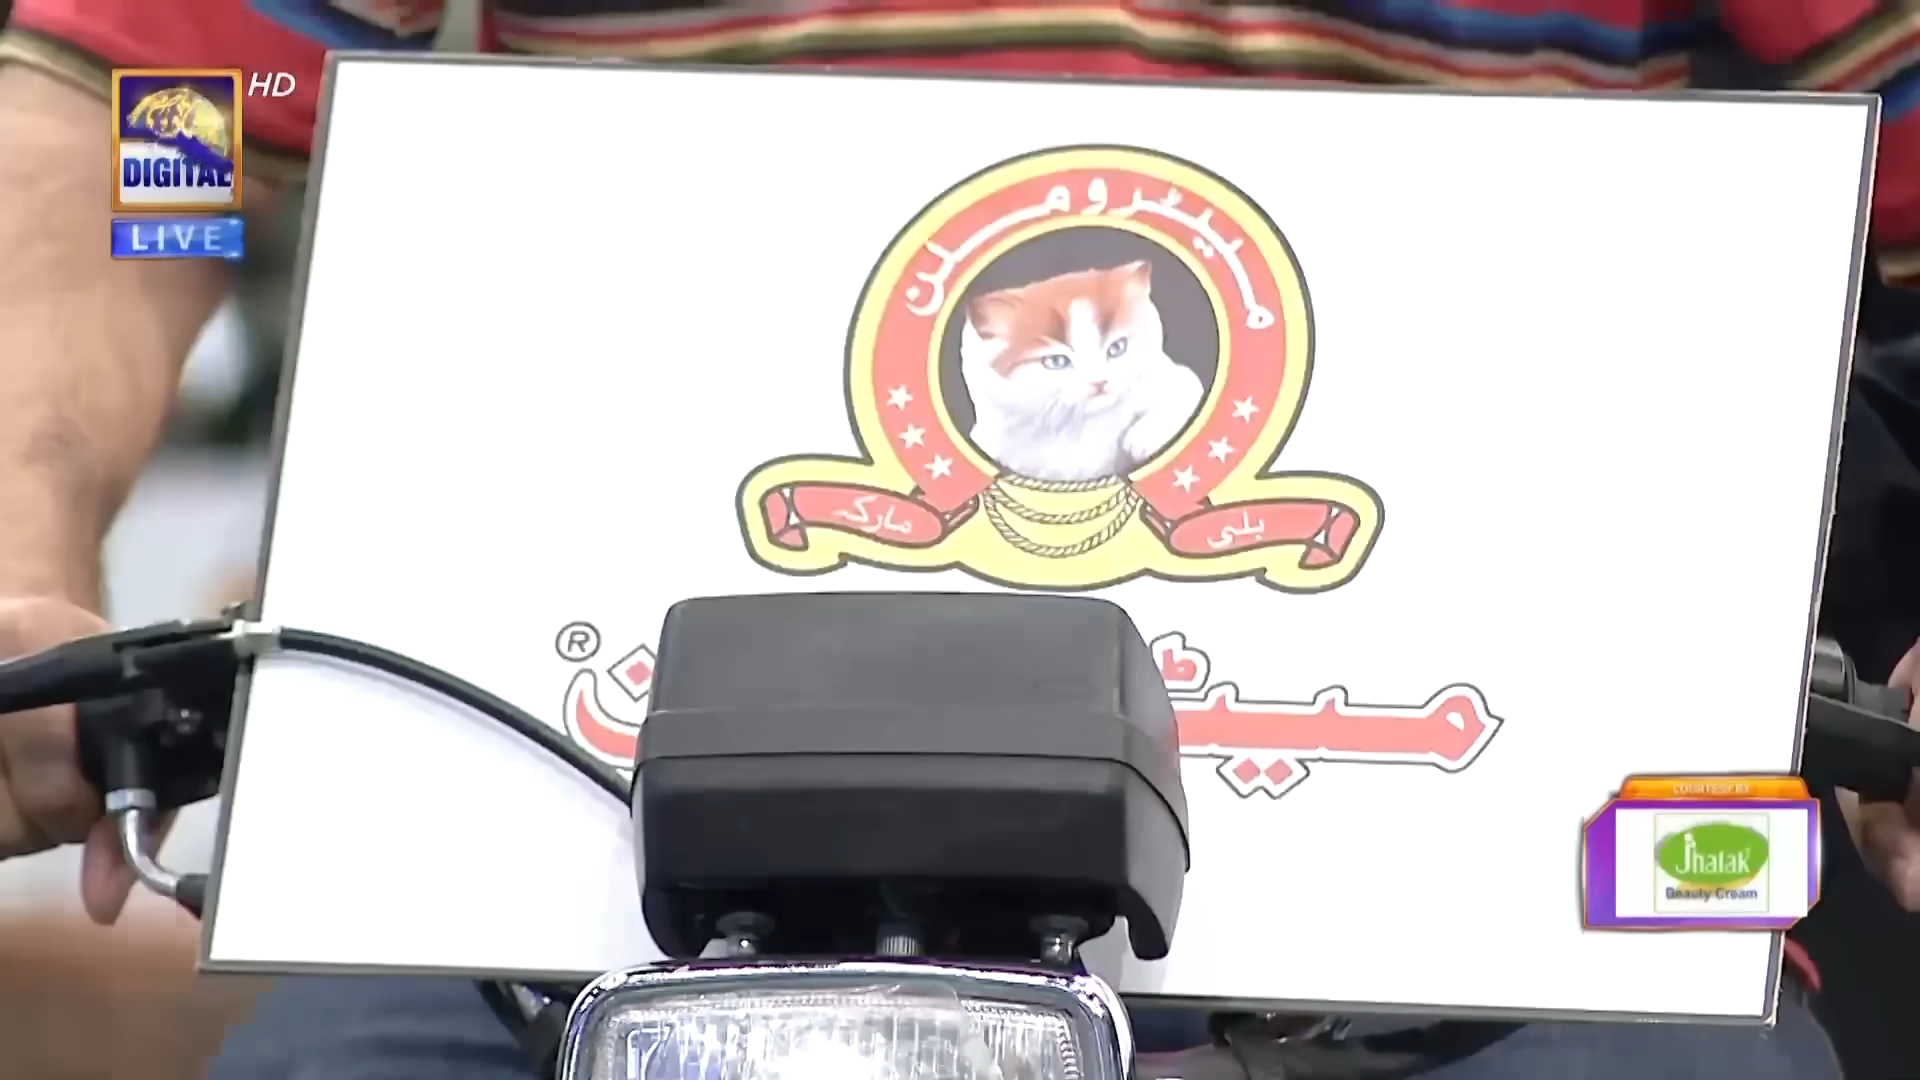 HD
DIGITAL
LIVE
میٹرو ملن
بلی مارکہ
®
COURTESY BY
Jhalak
Beauty Cream